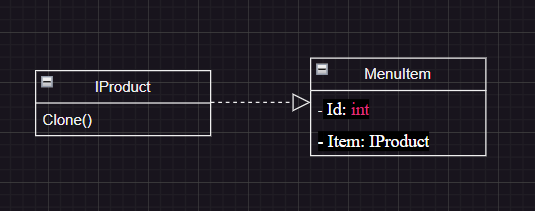 IProduct
Clone()
MenuItem
- Id: int
- Item: IProduct